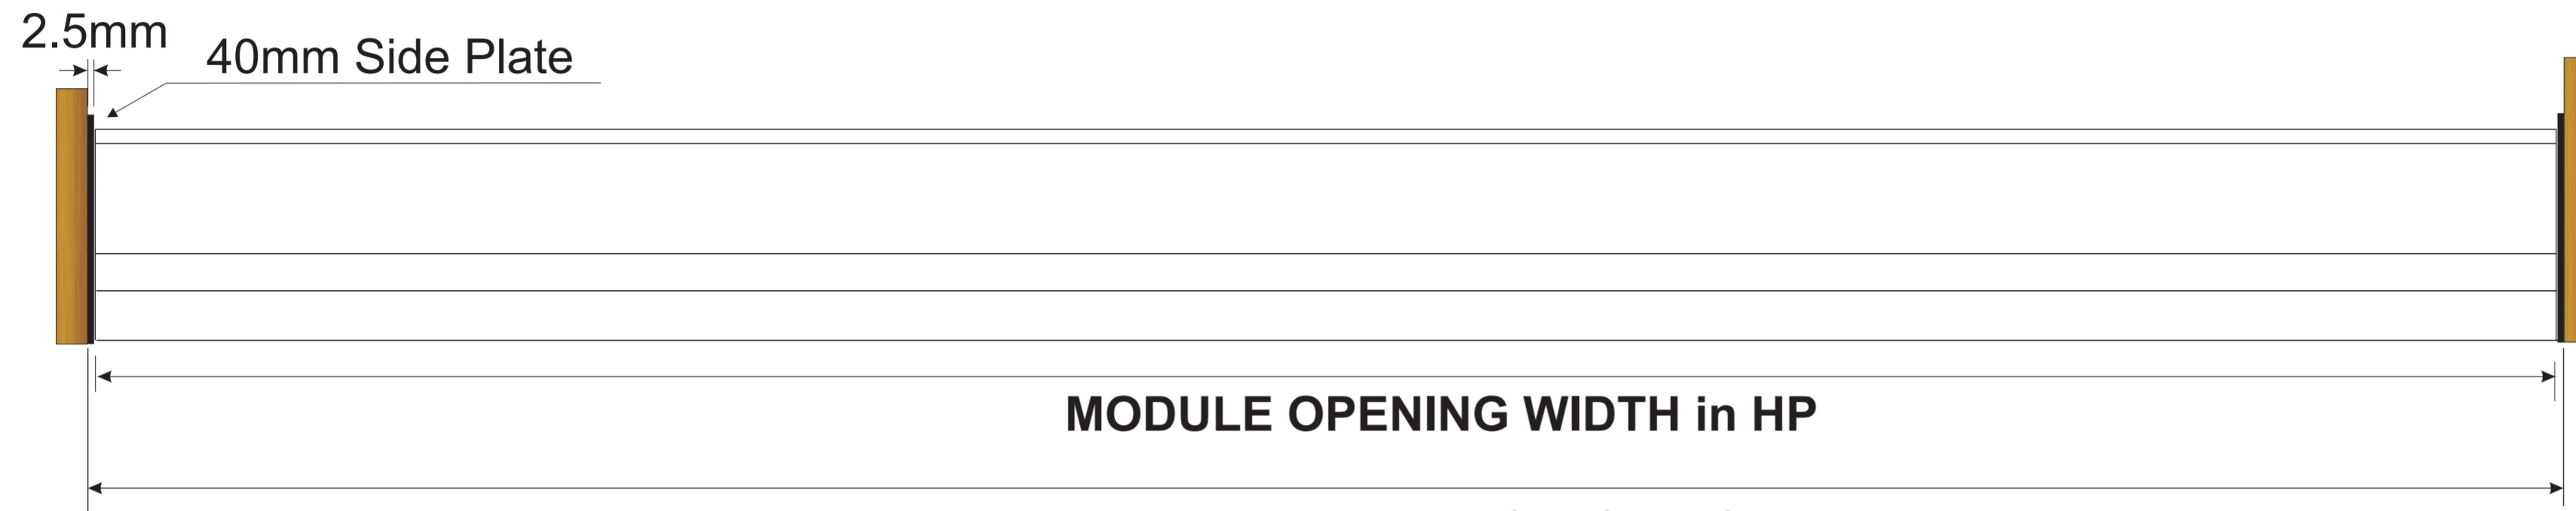 2.5mm
40mm Side Plate
MODULE OPENING WIDTH in HP